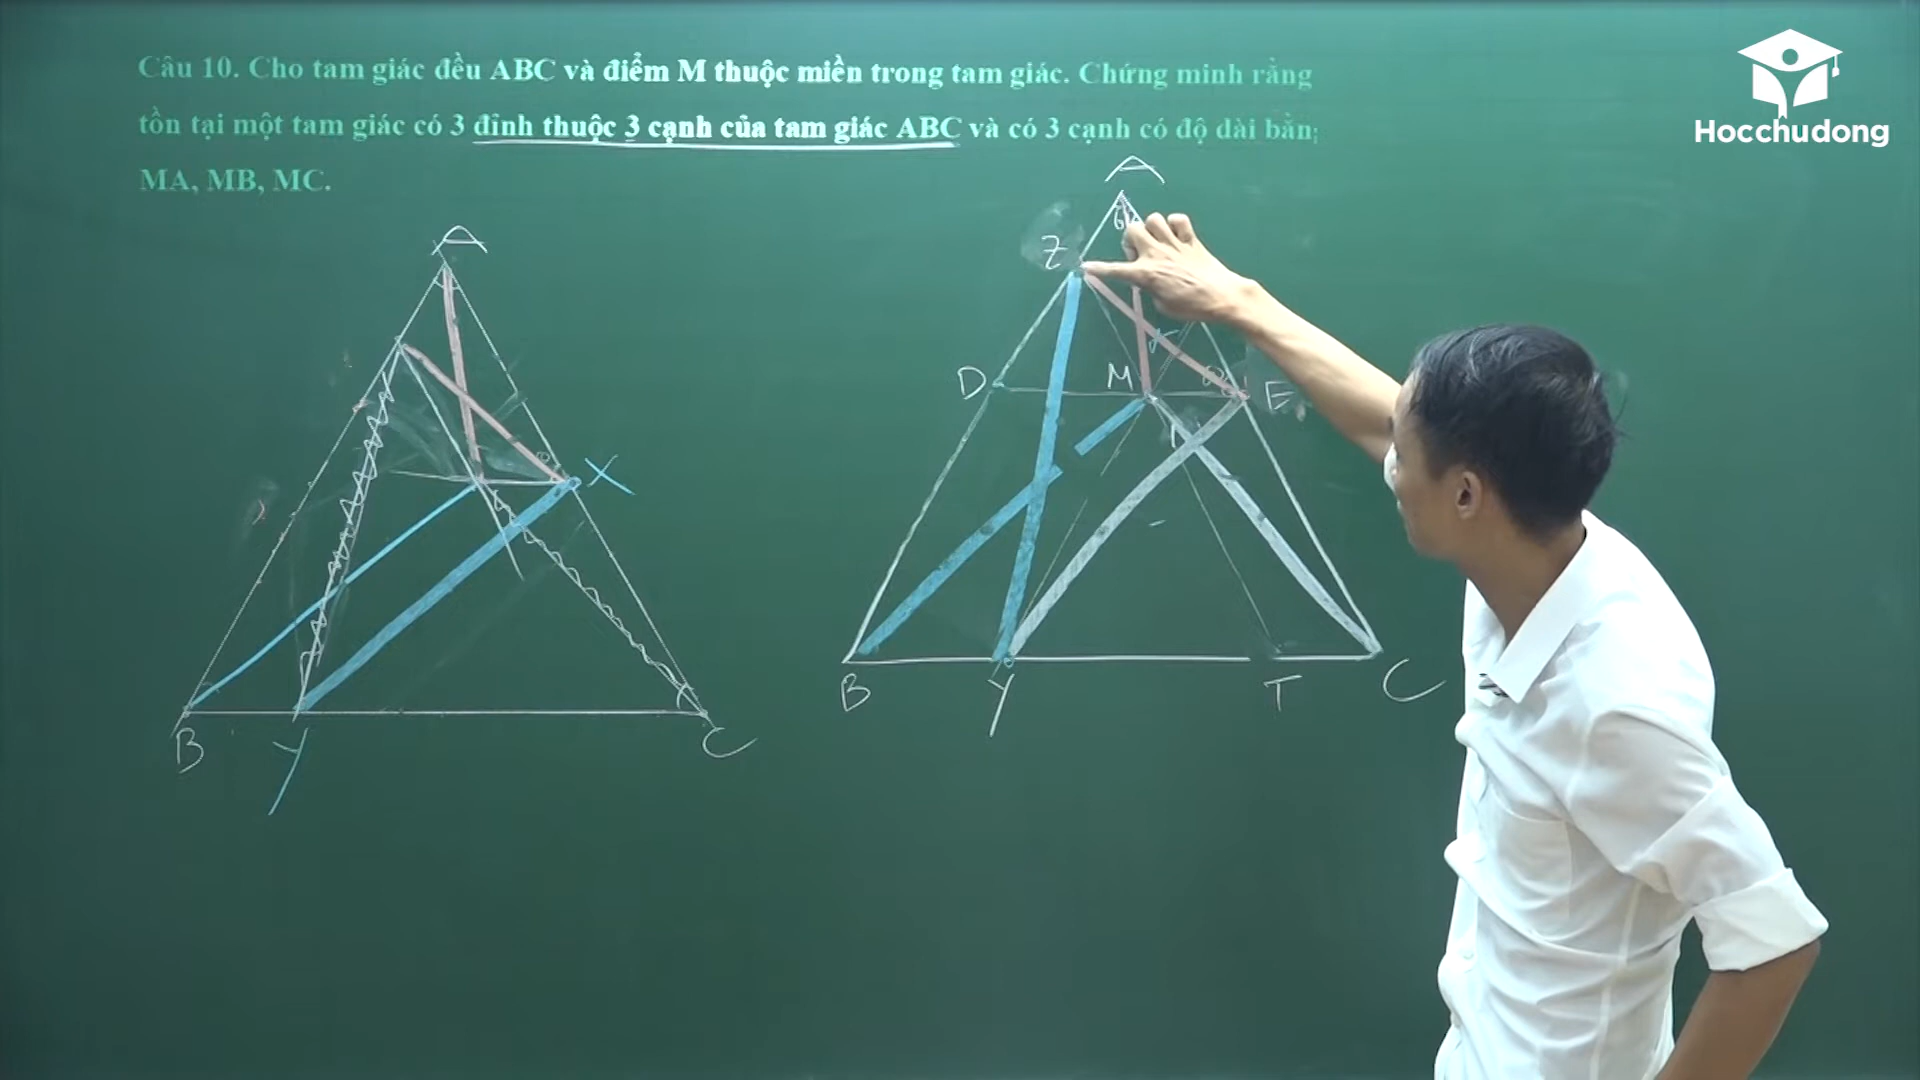 Câu 10. Cho tam giác đều ABC và điểm M thuộc miền trong tam giác. Chứng minh rằng
tồn tại một tam giác có 3 đỉnh thuộc 3 cạnh của tam giác ABC và có 3 cạnh có độ dài bằng
MA, MB, MC.
Hocchudong
A
X
B
Y
C
A
Z
D
M
E
B
Y
T
C